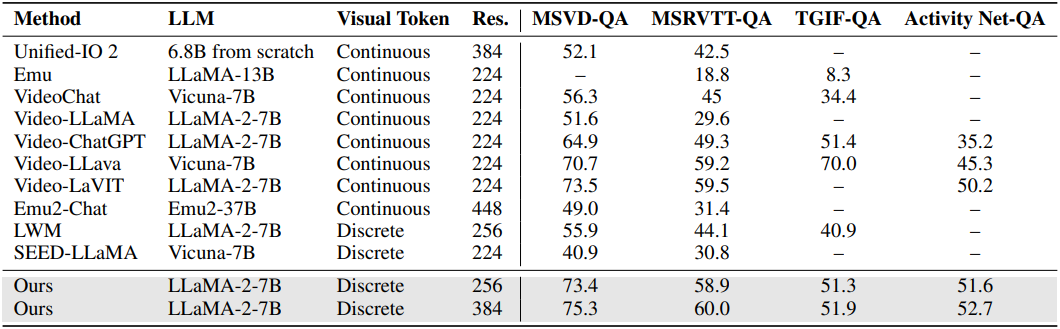 Method LLM Visual Token Res. MSVD-QA MSRVTT-QA TGIF-QA Activity Net-QA
Unified-IO 2 6.8B from scratch Continuous 384 52.1 42.5 – –
Emu LLaMA-13B Continuous 224 – 18.8 8.3 –
VideoChat Vicuna-7B Continuous 224 56.3 45 34.4 –
Video-LLaMA LLaMA-2-7B Continuous 224 51.6 29.6 – –
Video-ChatGPT LLaMA-2-7B Continuous 224 64.9 49.3 51.4 35.2
Video-LLava Vicuna-7B Continuous 224 70.7 59.2 70.0 45.3
Video-LaVIT LLaMA-2-7B Continuous 224 73.5 59.5 – 50.2
Emu2-Chat Emu2-37B Continuous 448 49.0 31.4 – –
LWM LLaMA-2-7B Discrete 256 55.9 44.1 40.9 –
SEED-LLaMA Vicuna-7B Discrete 224 40.9 30.8 – –
Ours LLaMA-2-7B Discrete 256 73.4 58.9 51.3 51.6
Ours LLaMA-2-7B Discrete 384 75.3 60.0 51.9 52.7